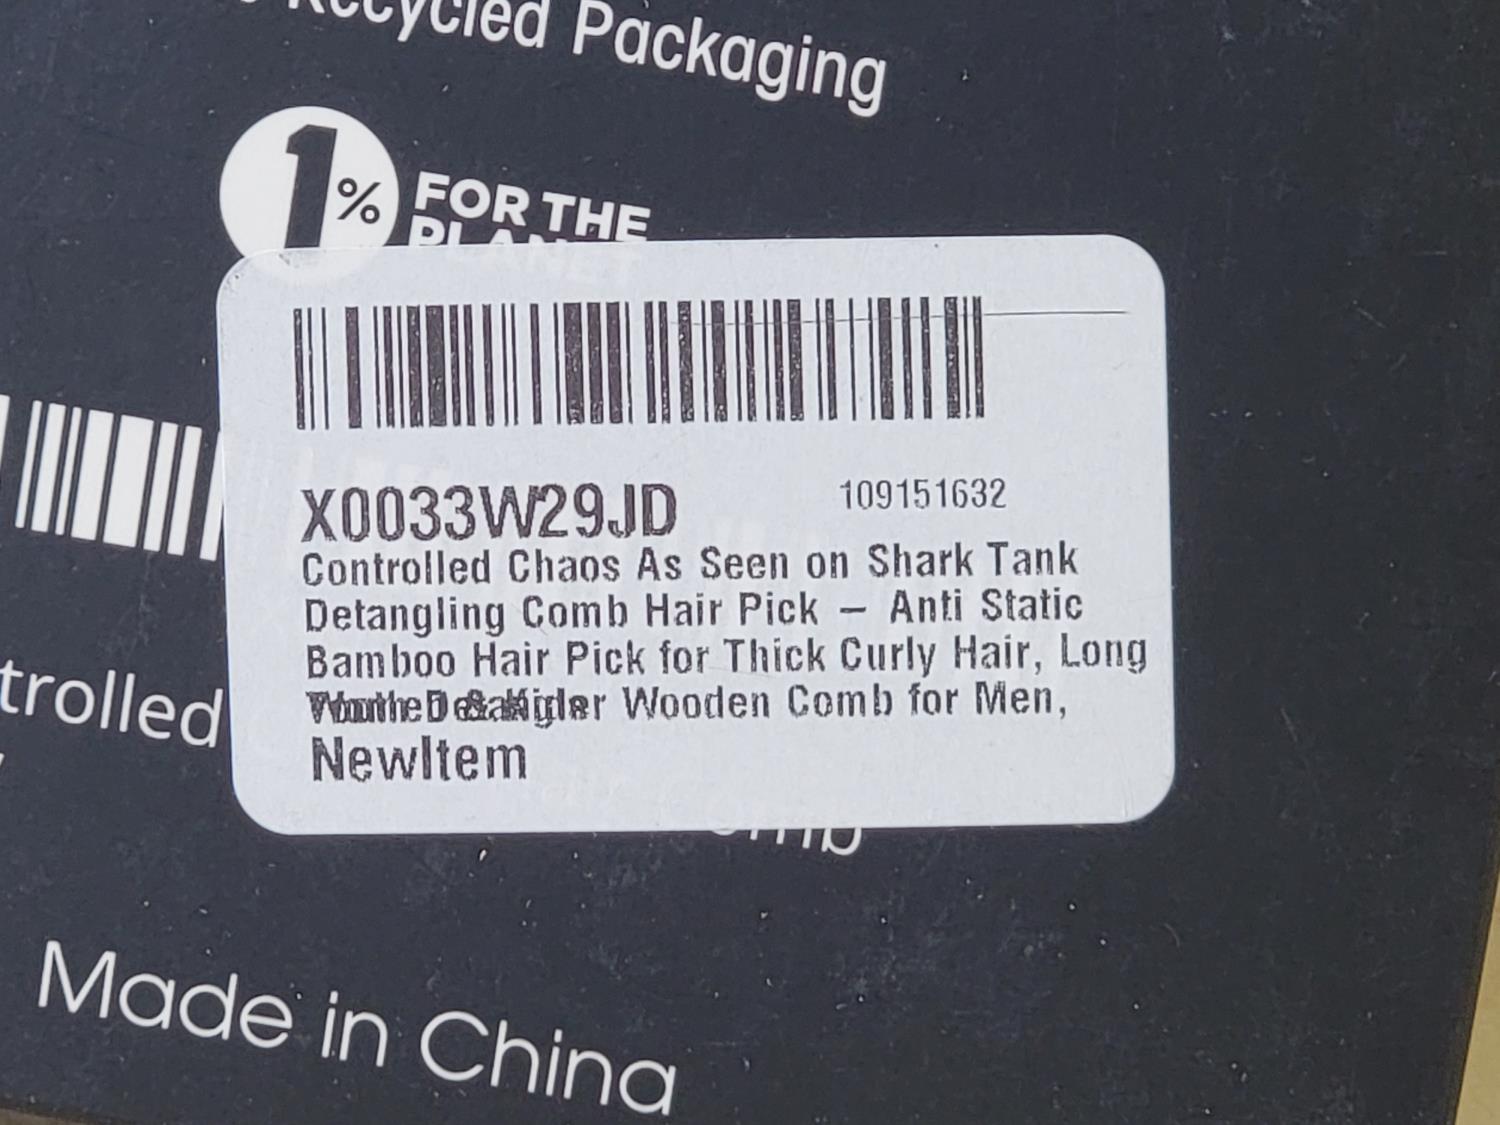 Recycled Packaging
1%
FOR THE
PLANET
X0033W29JD 109151632
Controlled Chaos As Seen on Shark Tank
Detangling Comb Hair Pick – Anti Static
Bamboo Hair Pick for Thick Curly Hair, Long
Wooden Comb for Men,
NewItem
trolled
Made in China